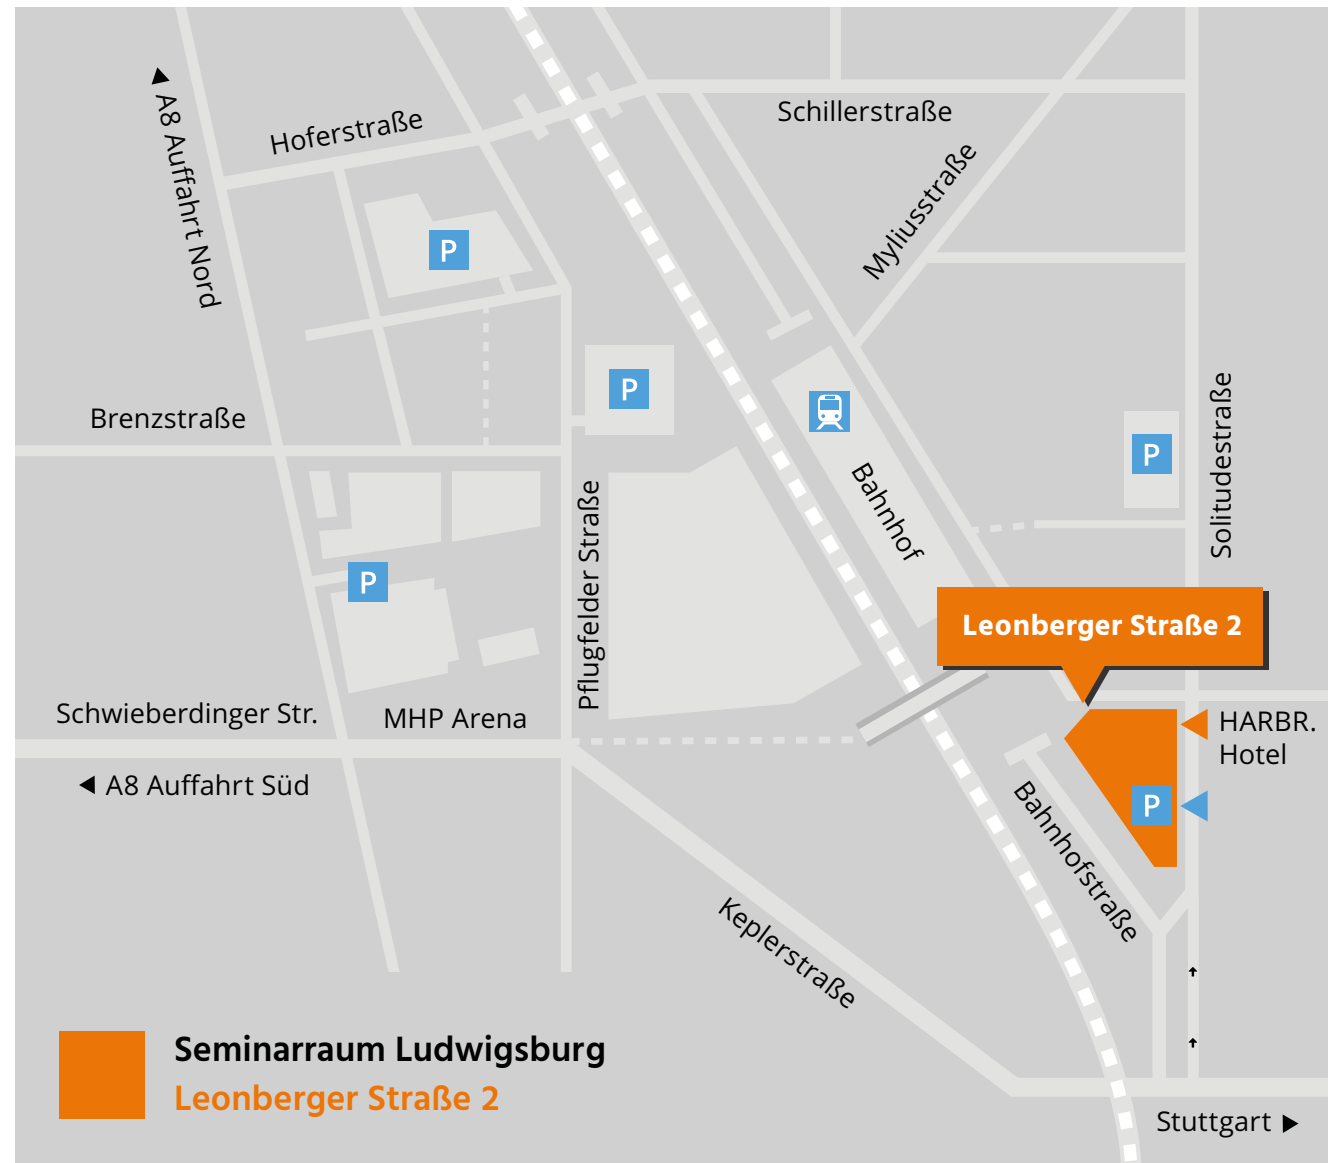 Schillerstraße
Hoferstraße
A8 Auffahrt Nord
Myliusstraße
P
P
Brenzstraße
P
Solitudestraße
Bahnhof
Pflugfelder Straße
P
Leonberger Straße 2
Schwieberdinger Str.
MHP Arena
HARBR.
Hotel
A8 Auffahrt Süd
P
Bahnhofstraße
Keplerstraße
Seminarraum Ludwigsburg
Leonberger Straße 2
Stuttgart